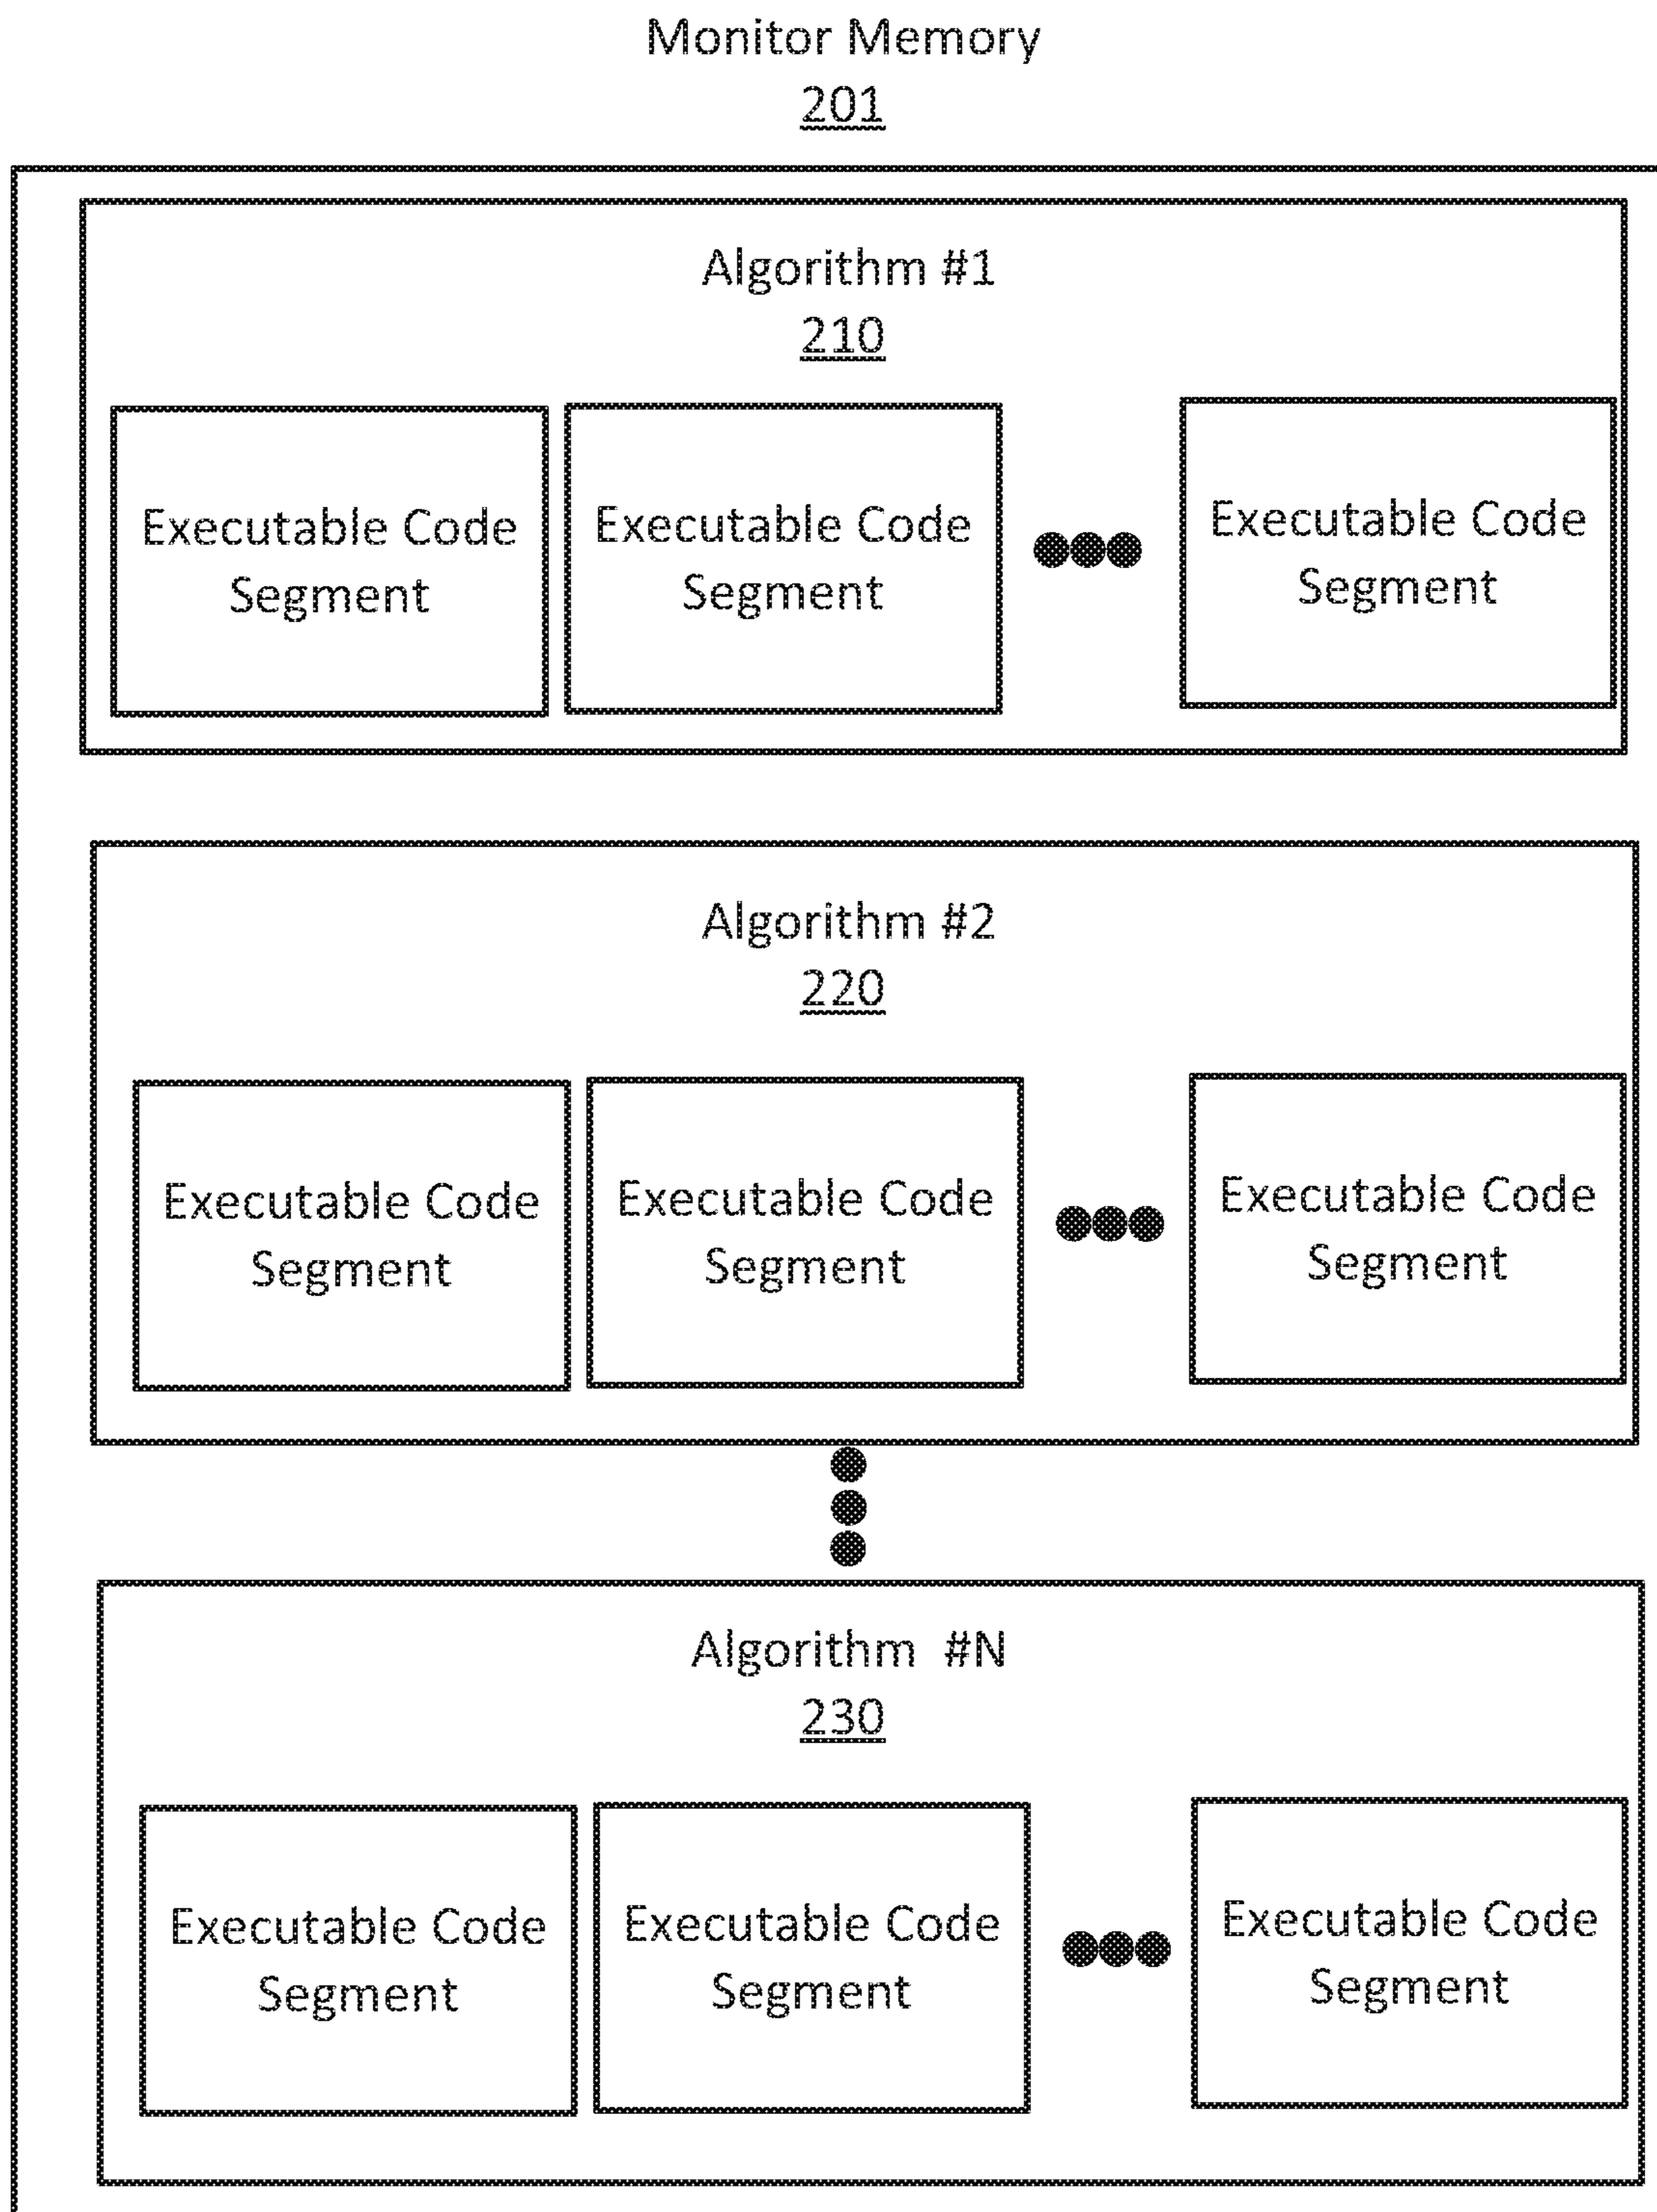 Monitor Memory
201
Algorithm #1
210
Executable Code
Segment
Executable Code
Segment
Executable Code
Segment
Algorithm #2
220
Executable Code
Segment
Executable Code
Segment
Executable Code
Segment
Algorithm #N
230
Executable Code
Segment
Executable Code
Segment
Executable Code
Segment